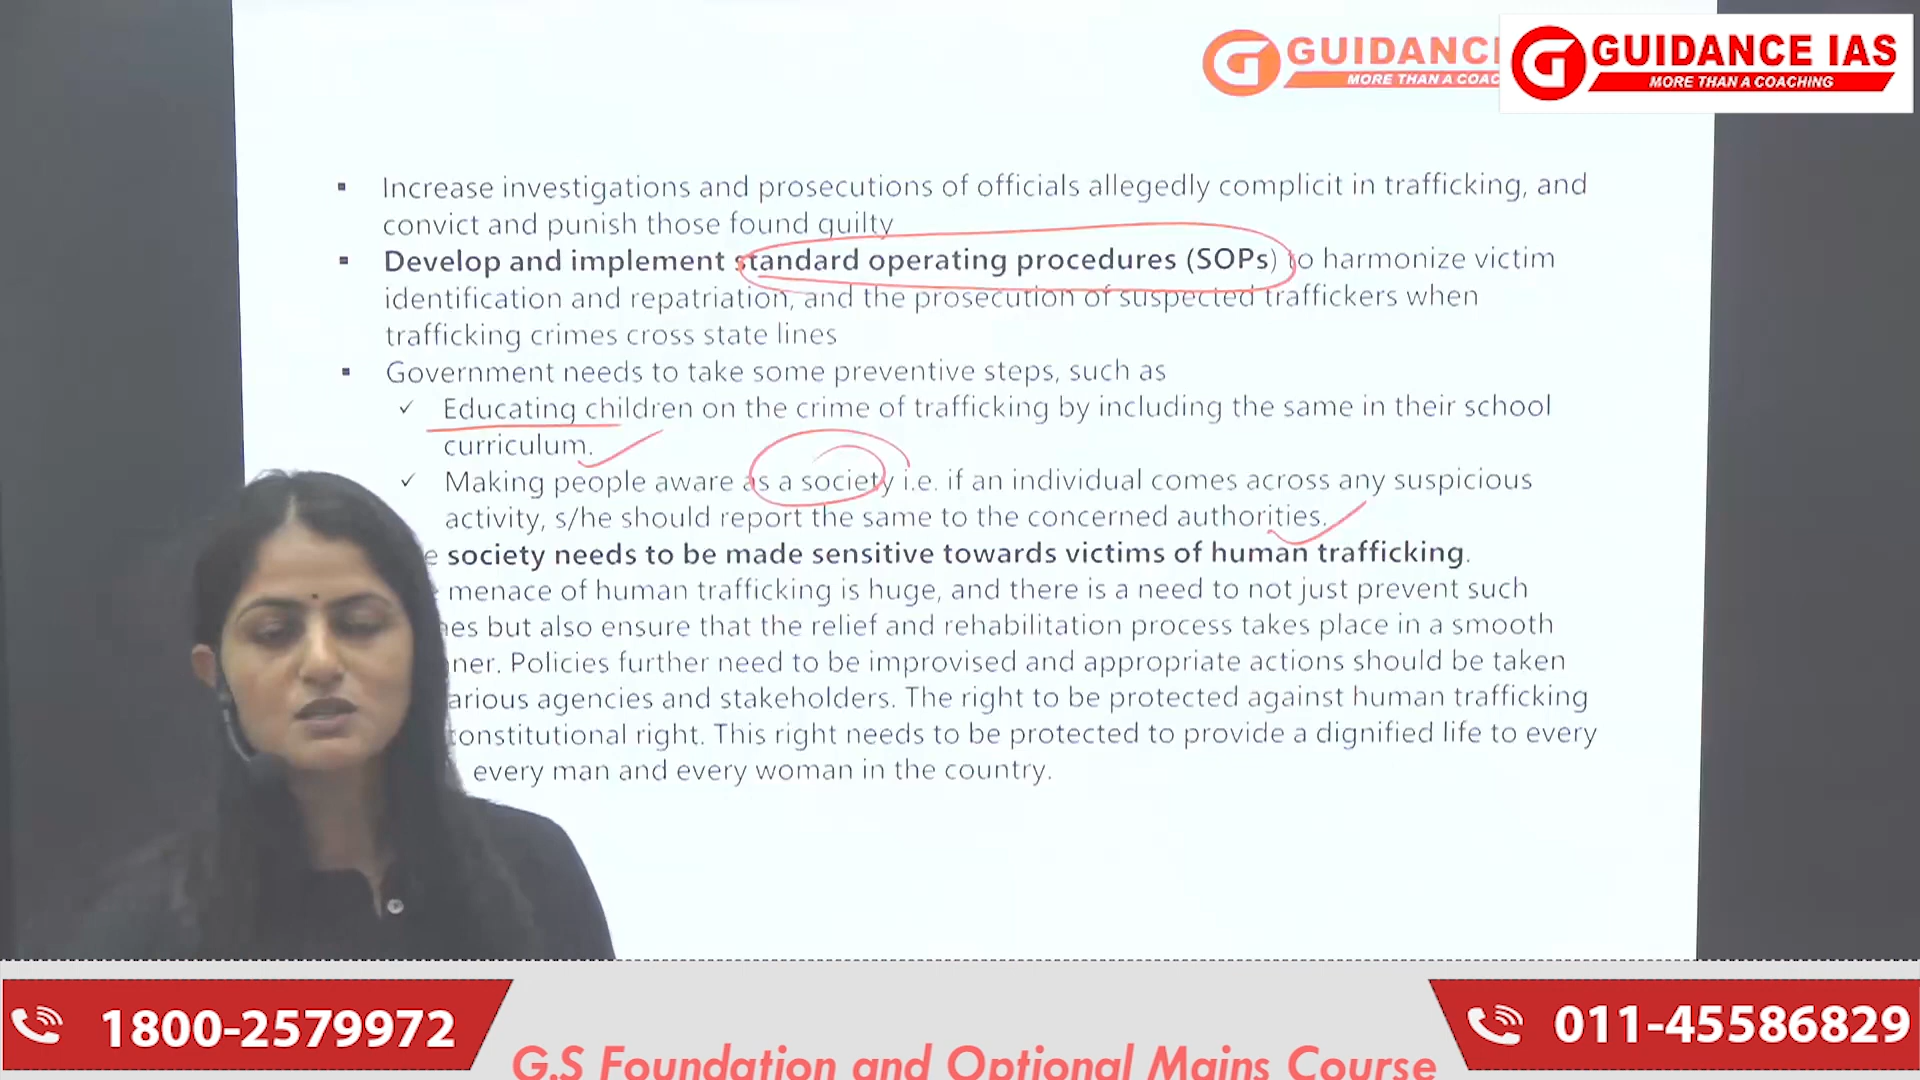 GUIDANC
MORE THAN A COAC
GUIDANCE IAS
MORE THAN A COACHING
▪ Increase investigations and prosecutions of officials allegedly complicit in trafficking, and
convict and punish those found guilty
▪ Develop and implement standard operating procedures (SOPs) to harmonize victim
identification and repatriation, and the prosecution of suspected traffickers when
trafficking crimes cross state lines
▪ Government needs to take some preventive steps, such as
✓ Educating children on the crime of trafficking by including the same in their school
curriculum.
✓ Making people aware as a society i.e. if an individual comes across any suspicious
activity, s/he should report the same to the concerned authorities.
e society needs to be made sensitive towards victims of human trafficking.
menace of human trafficking is huge, and there is a need to not just prevent such
es but also ensure that the relief and rehabilitation process takes place in a smooth
ner. Policies further need to be improvised and appropriate actions should be taken
arious agencies and stakeholders. The right to be protected against human trafficking
constitutional right. This right needs to be protected to provide a dignified life to every
every man and every woman in the country.
1800-2579972
G.S Foundation and Optional Mains Course
011-45586829